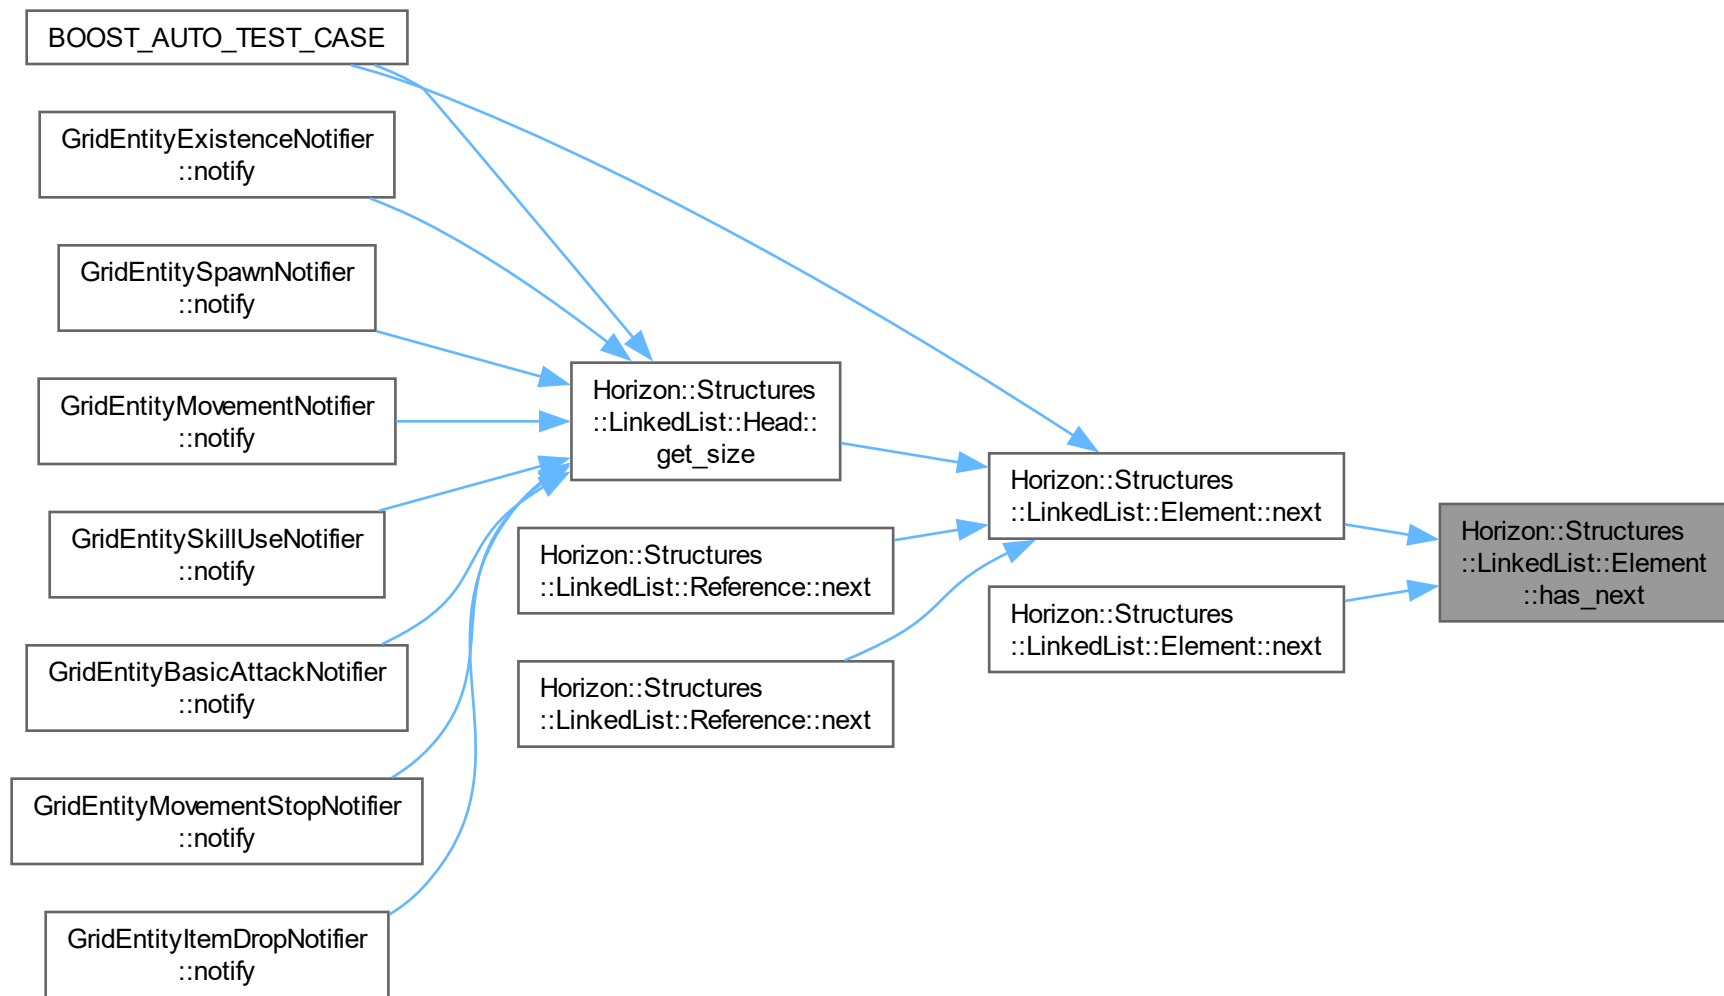 BOOST_AUTO_TEST_CASE
GridEntityExistenceNotifier
::notify
GridEntitySpawnNotifier
::notify
GridEntityMovementNotifier
::notify
GridEntitySkillUseNotifier
::notify
GridEntityBasicAttackNotifier
::notify
GridEntityMovementStopNotifier
::notify
GridEntityItemDropNotifier
::notify
Horizon::Structures
::LinkedList::Head::
get_size
Horizon::Structures
::LinkedList::Reference::next
Horizon::Structures
::LinkedList::Reference::next
Horizon::Structures
::LinkedList::Element::next
Horizon::Structures
::LinkedList::Element::next
Horizon::Structures
::LinkedList::Element
::has_next